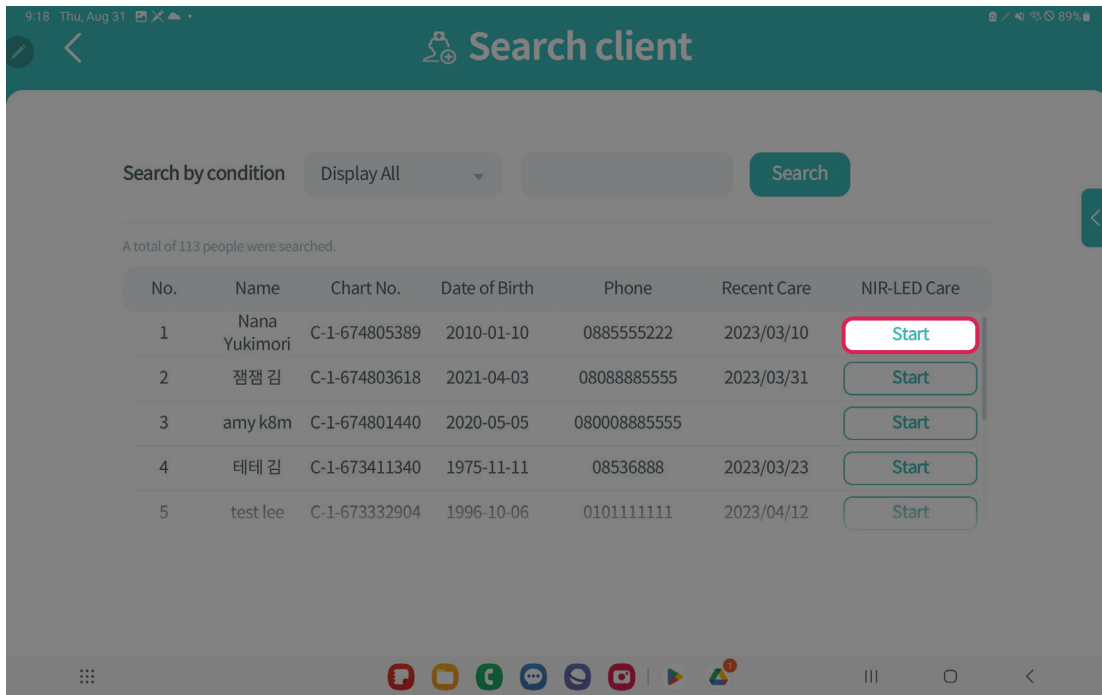 9:18 Thu, Aug 31 89%
Search client
Search by condition Display All Search
A total of 113 people were searched.
No. Name Chart No. Date of Birth Phone Recent Care NIR-LED Care
1 Nana Yukimori C-1-674805389 2010-01-10 0885555222 2023/03/10 Start
2 잼잼 김 C-1-674803618 2021-04-03 08088885555 2023/03/31 Start
3 amy k8m C-1-674801440 2020-05-05 080008885555 Start
4 테테 김 C-1-673411340 1975-11-11 08536888 2023/03/23 Start
5 test lee C-1-673332904 1996-10-06 0101111111 2023/04/12 Start
1